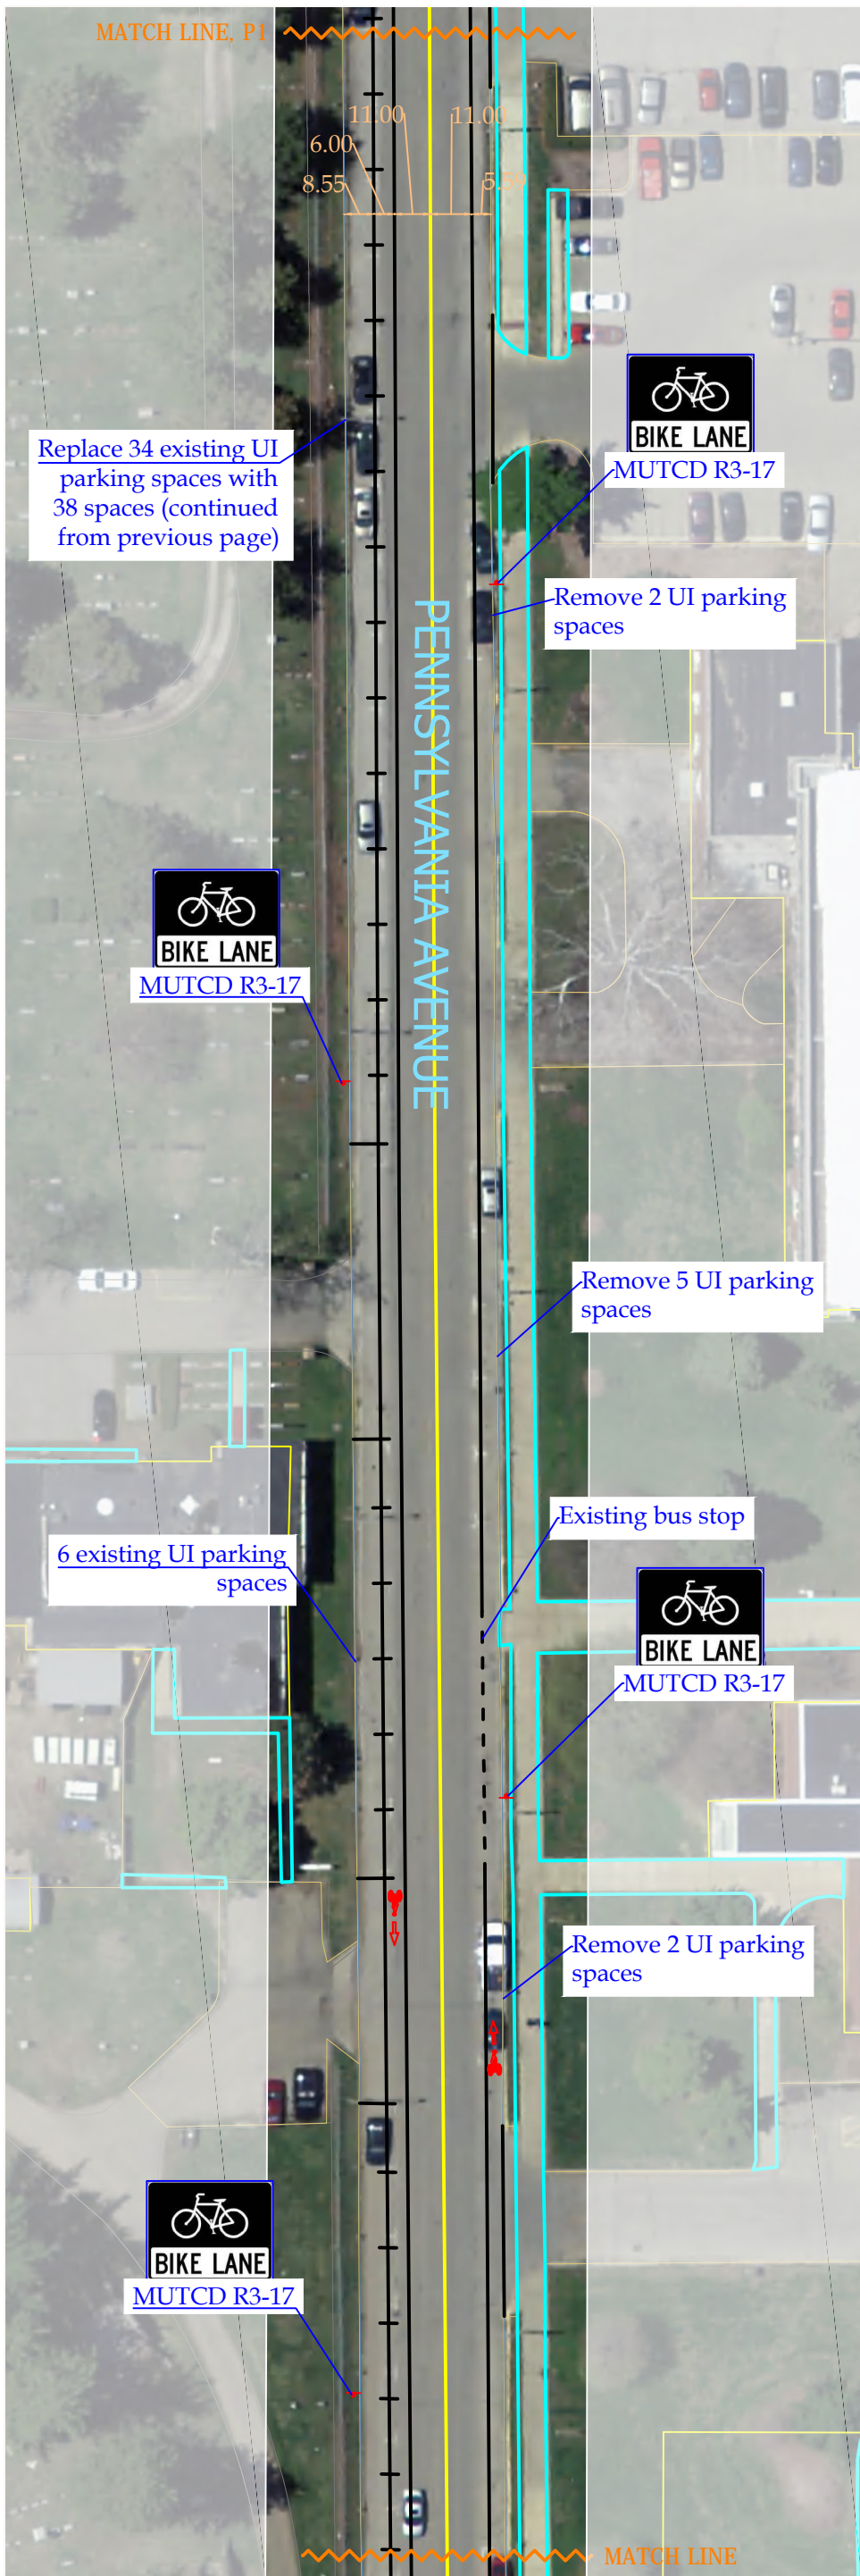 MATCH LINE, P1
11.00
11.00
6.00
8.55
5.59
BIKE LANE
MUTCD R3-17
Replace 34 existing UI
parking spaces with
38 spaces (continued
from previous page)
Remove 2 UI parking
spaces
PENNSYLVANIA AVENUE
BIKE LANE
MUTCD R3-17
Remove 5 UI parking
spaces
Existing bus stop
6 existing UI parking
spaces
BIKE LANE
MUTCD R3-17
Remove 2 UI parking
spaces
BIKE LANE
MUTCD R3-17
MATCH LINE